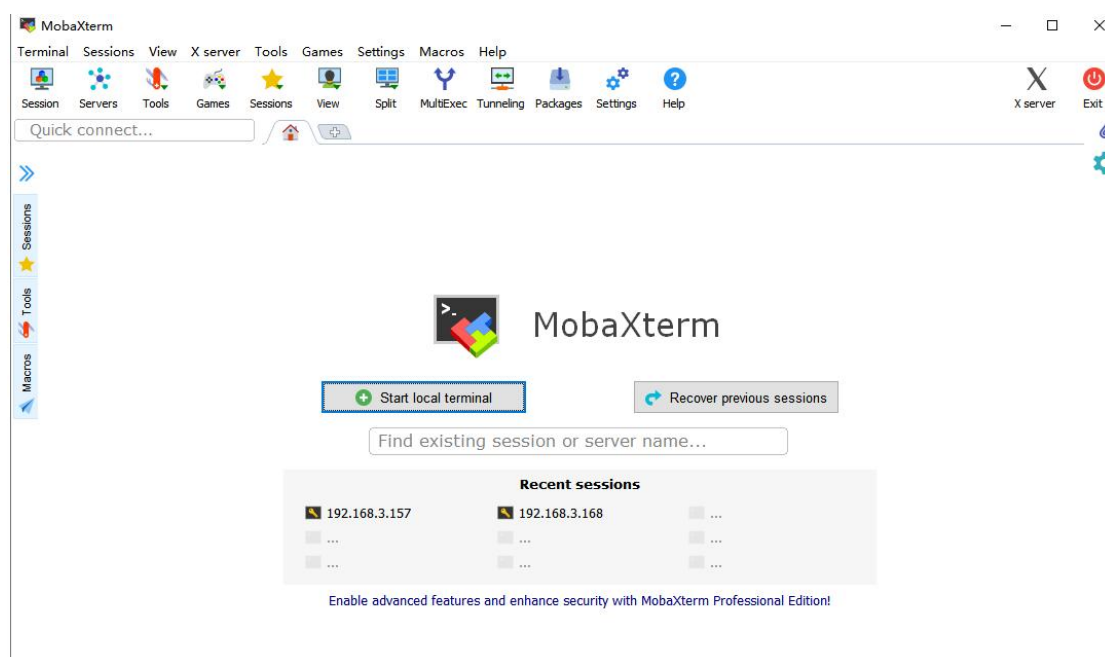 MobaXterm
Terminal Sessions View X server Tools Games Settings Macros Help
Session Servers Tools Games Sessions View Split MultiExec Tunneling Packages Settings Help X server Exit
Quick connect...
Sessions
Tools
Macros
>_
MobaXterm
Start local terminal Recover previous sessions
Find existing session or server name...
Recent sessions
192.168.3.157 192.168.3.168 ...
... ... ...
... ... ...
Enable advanced features and enhance security with MobaXterm Professional Edition!